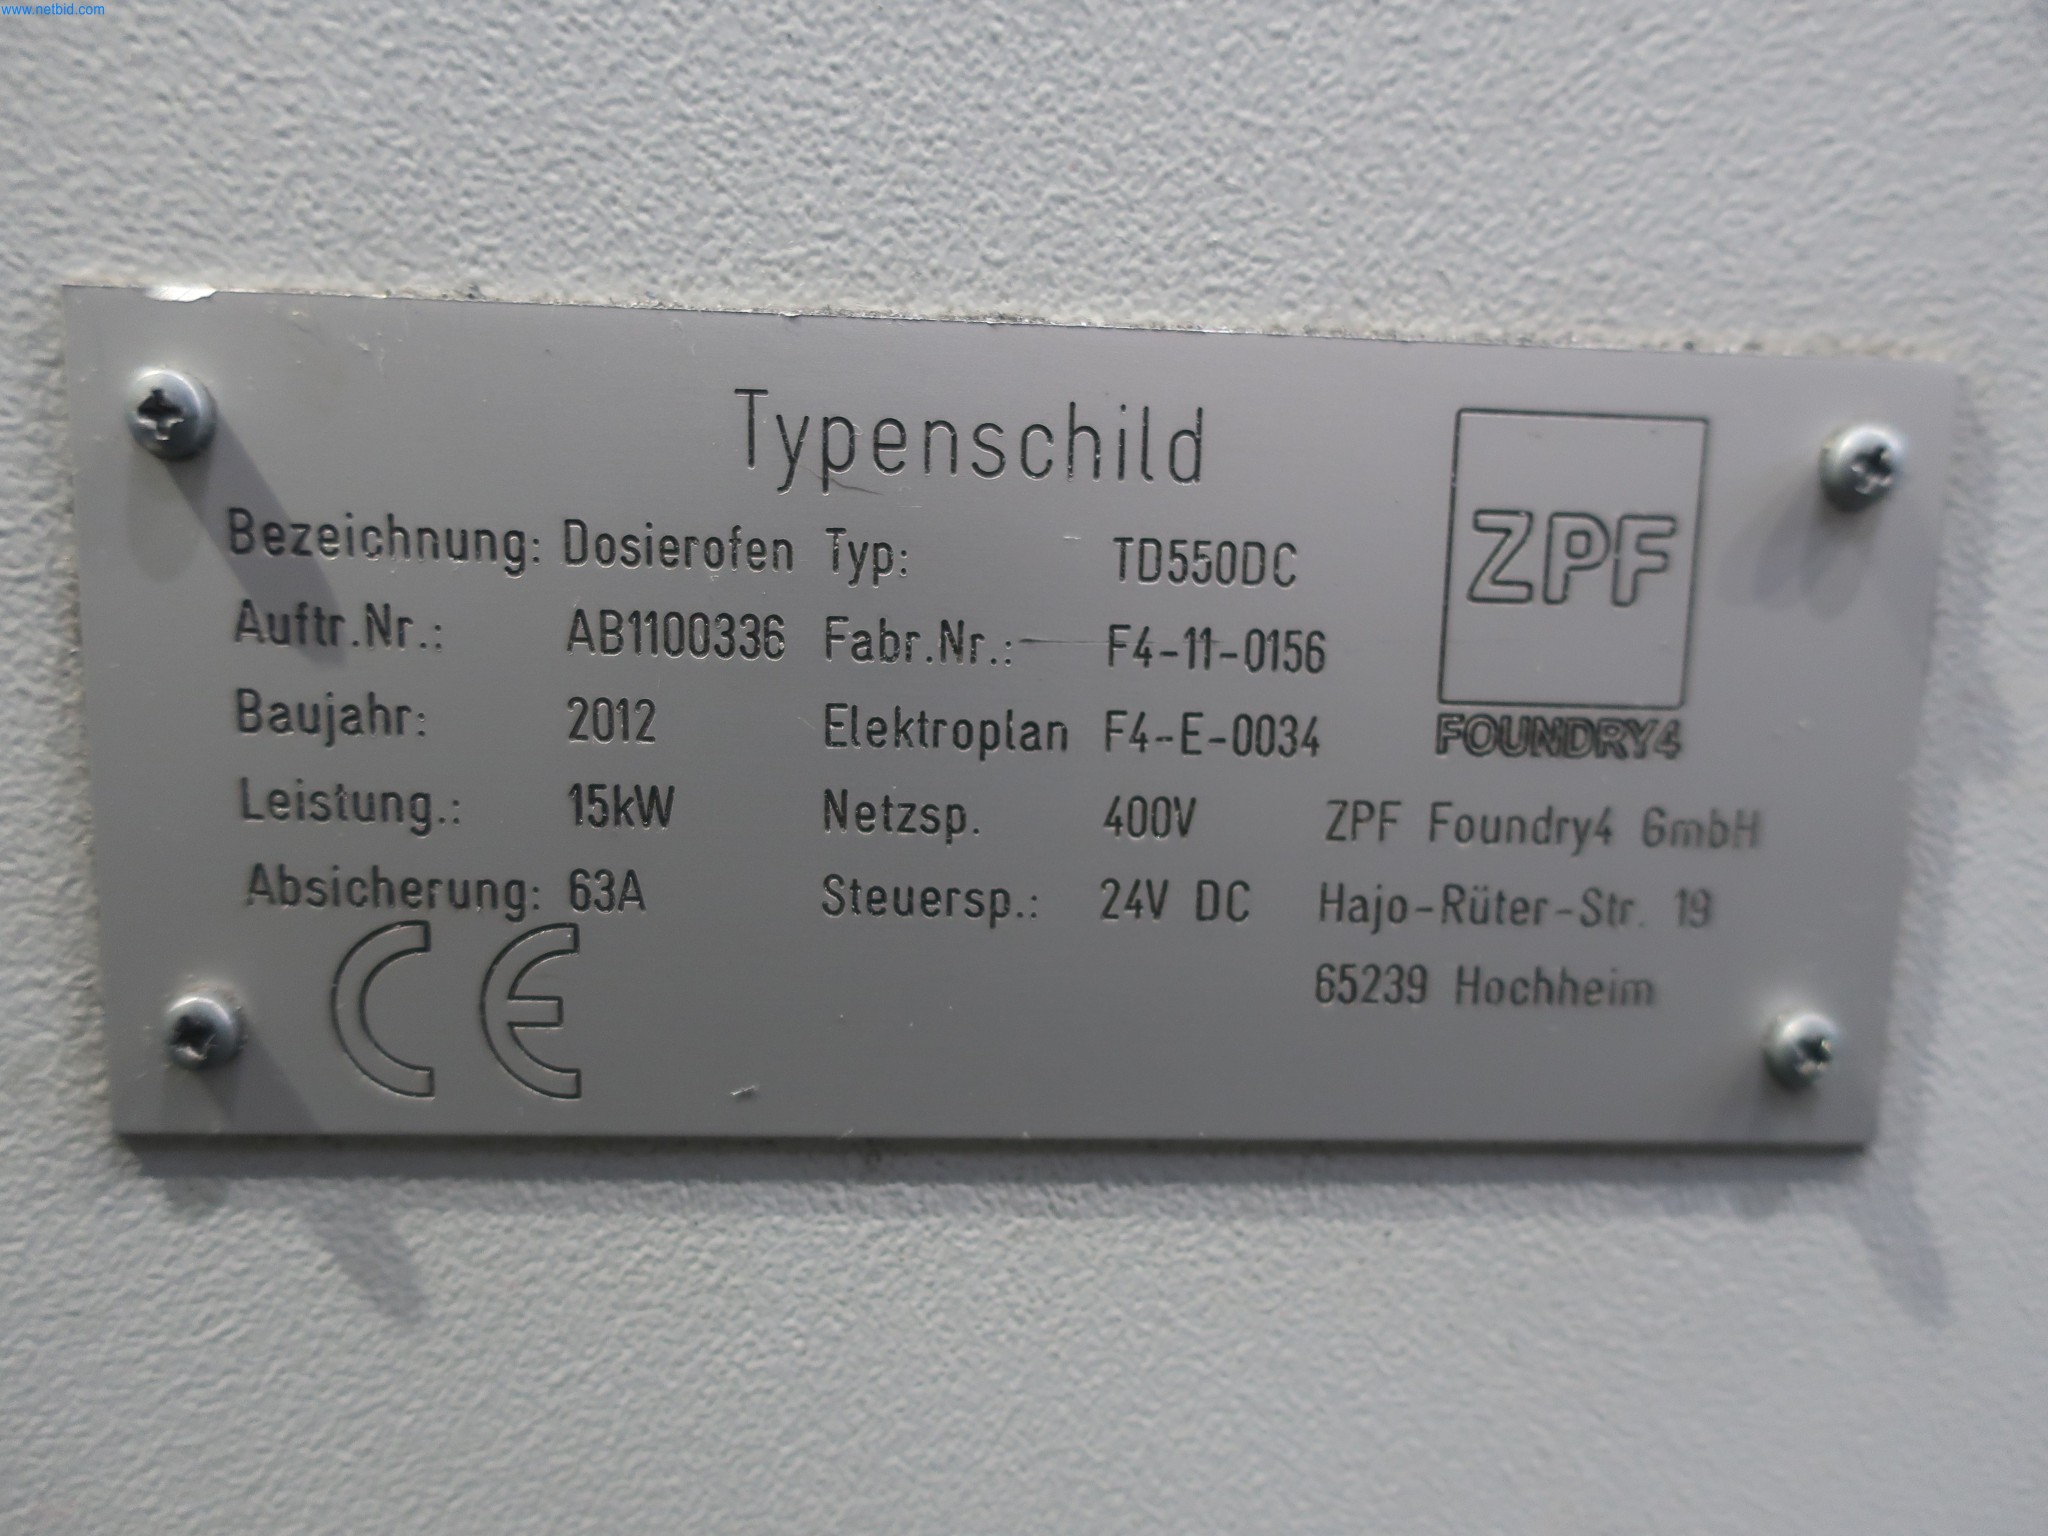 www.netbid.com
Typenschild
Bezeichnung: Dosierofen Typ: TD550DC
Auftr.Nr.: AB1100336 Fabr.Nr.: F4-11-0156
Baujahr: 2012 Elektroplan F4-E-0034
Leistung.: 15kW Netzsp. 400V
Absicherung: 63A Steuersp.: 24V DC
CE
ZPF
FOUNDRY4
ZPF Foundry4 GmbH
Hajo-Rüter-Str. 19
65239 Hochheim